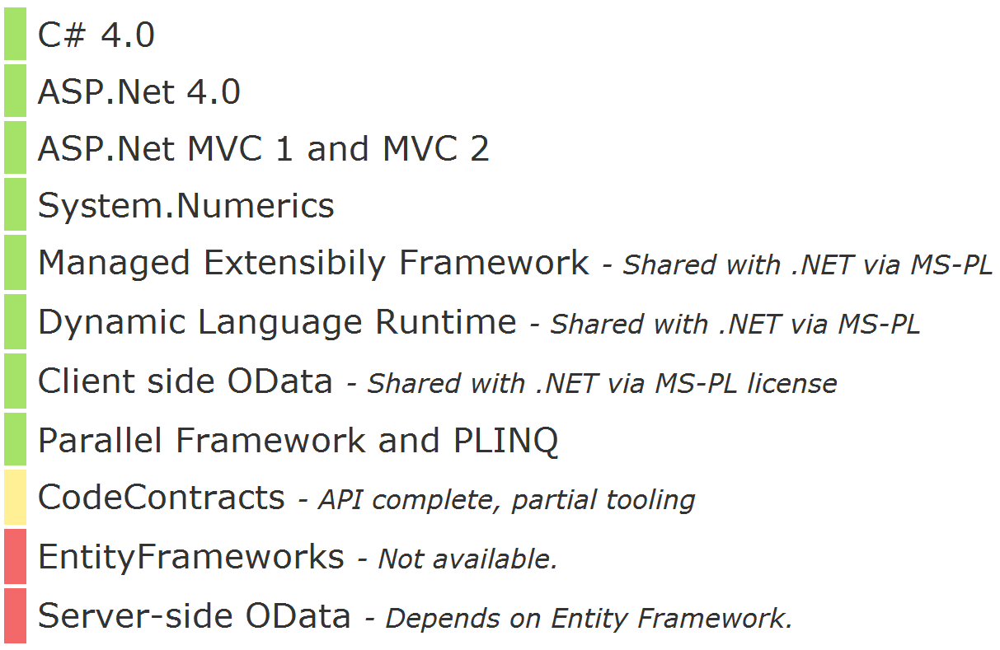 C# 4.0
ASP.Net 4.0
ASP.Net MVC 1 and MVC 2
System.Numerics
Managed Extensibily Framework - Shared with .NET via MS-PL
Dynamic Language Runtime - Shared with .NET via MS-PL
Client side OData - Shared with .NET via MS-PL license
Parallel Framework and PLINQ
CodeContracts - API complete, partial tooling
EntityFrameworks - Not available.
Server-side OData - Depends on Entity Framework.